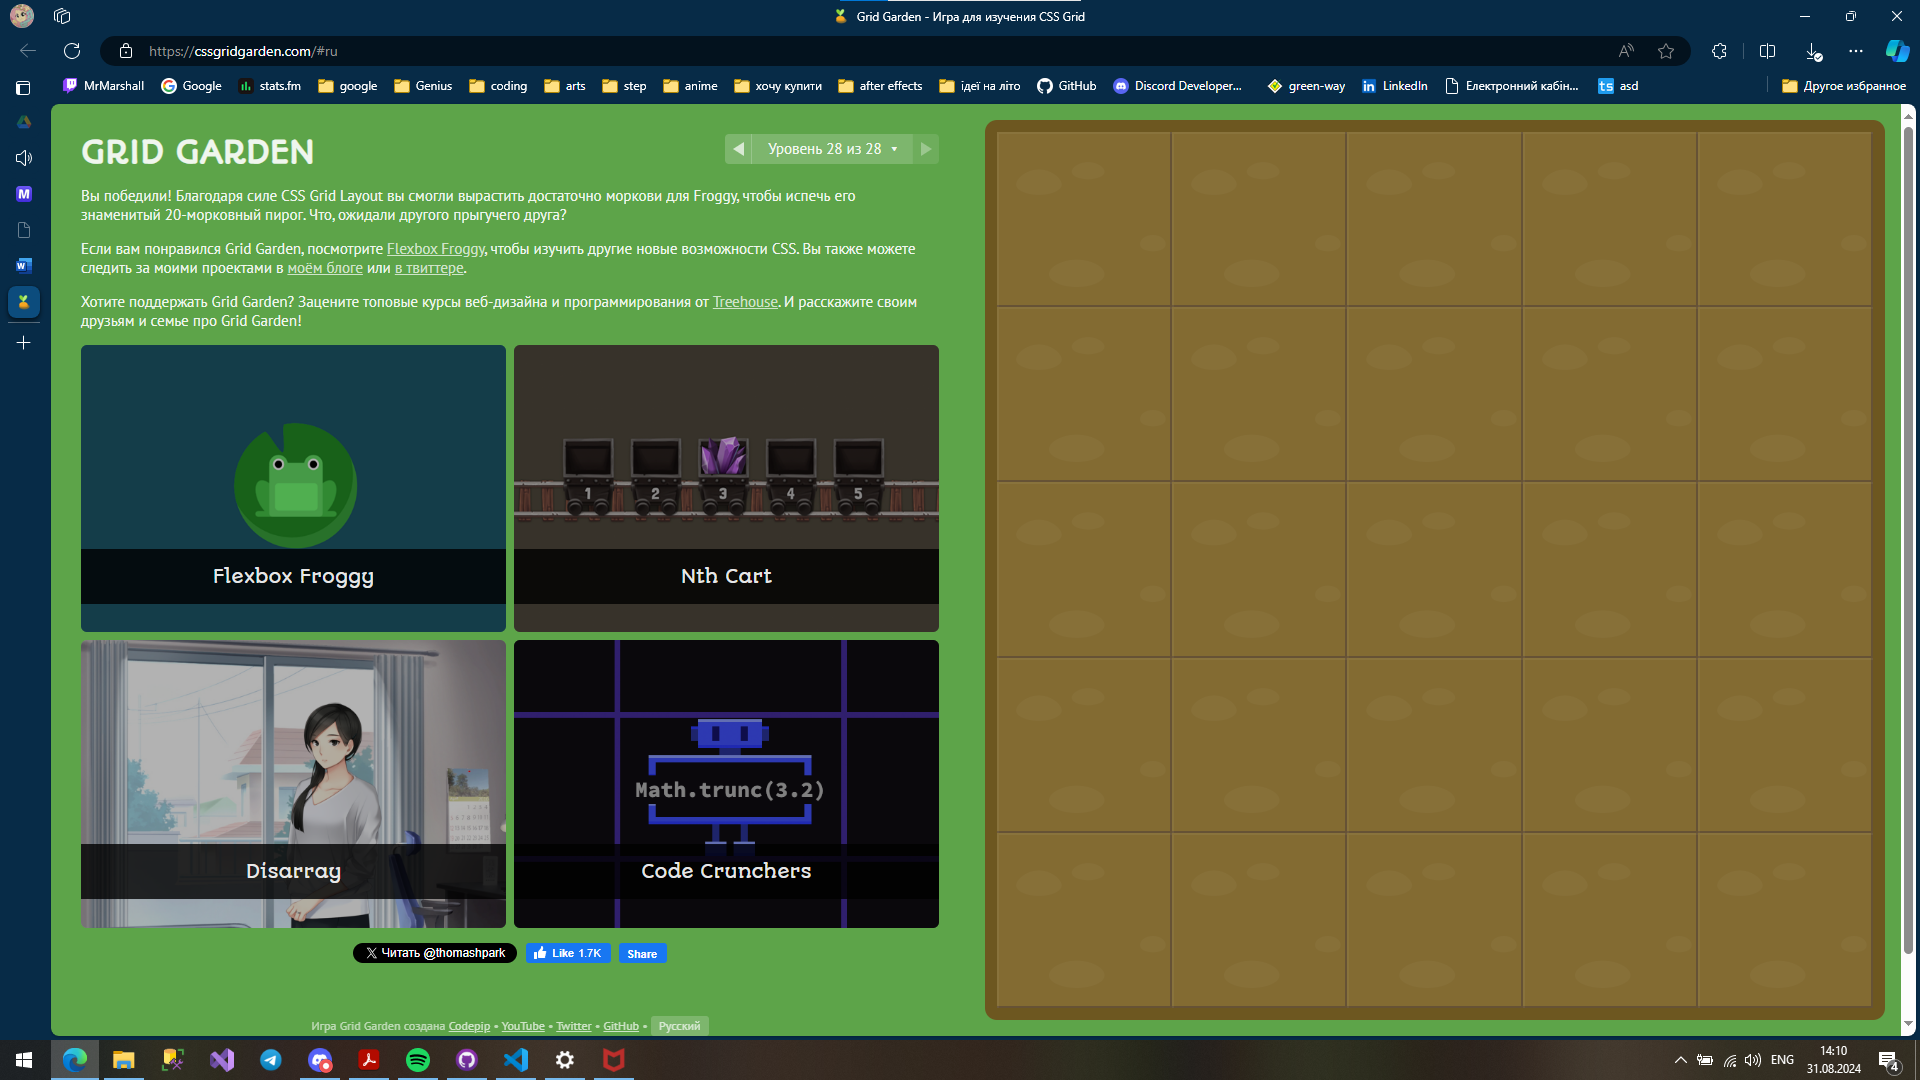 Grid Garden - Игра для изучения CSS Grid
https://cssgridgarden.com/#ru
MrMarshall
Google
stats.fm
google
Genius
coding
arts
step
anime
хочу купити
after effects
ідеї на літо
GitHub
Discord Developer...
green-way
LinkedIn
Електронний кабін...
asd
Другое избранное
GRID GARDEN
Уровень 28 из 28
Вы победили! Благодаря силе CSS Grid Layout вы смогли вырастить достаточно моркови для Froggy, чтобы испечь его
знаменитый 20-морковный пирог. Что, ожидали другого прыгучего друга?
Если вам понравился Grid Garden, посмотрите Flexbox Froggy, чтобы изучить другие новые возможности CSS. Вы также можете
следить за моими проектами в моём блоге или в твиттере.
Хотите поддержать Grid Garden? Зацените топовые курсы веб-дизайна и программирования от Treehouse. И расскажите своим
друзьям и семье про Grid Garden!
1 2 3 4 5
Flexbox Froggy
Nth Cart
Math.trunc(3.2)
Disarray
Code Crunchers
Читать @thomashpark
Like 1.7K
Share
Игра Grid Garden создана Codepip • YouTube • Twitter • GitHub • Русский
ENG
14:10
31.08.2024
4